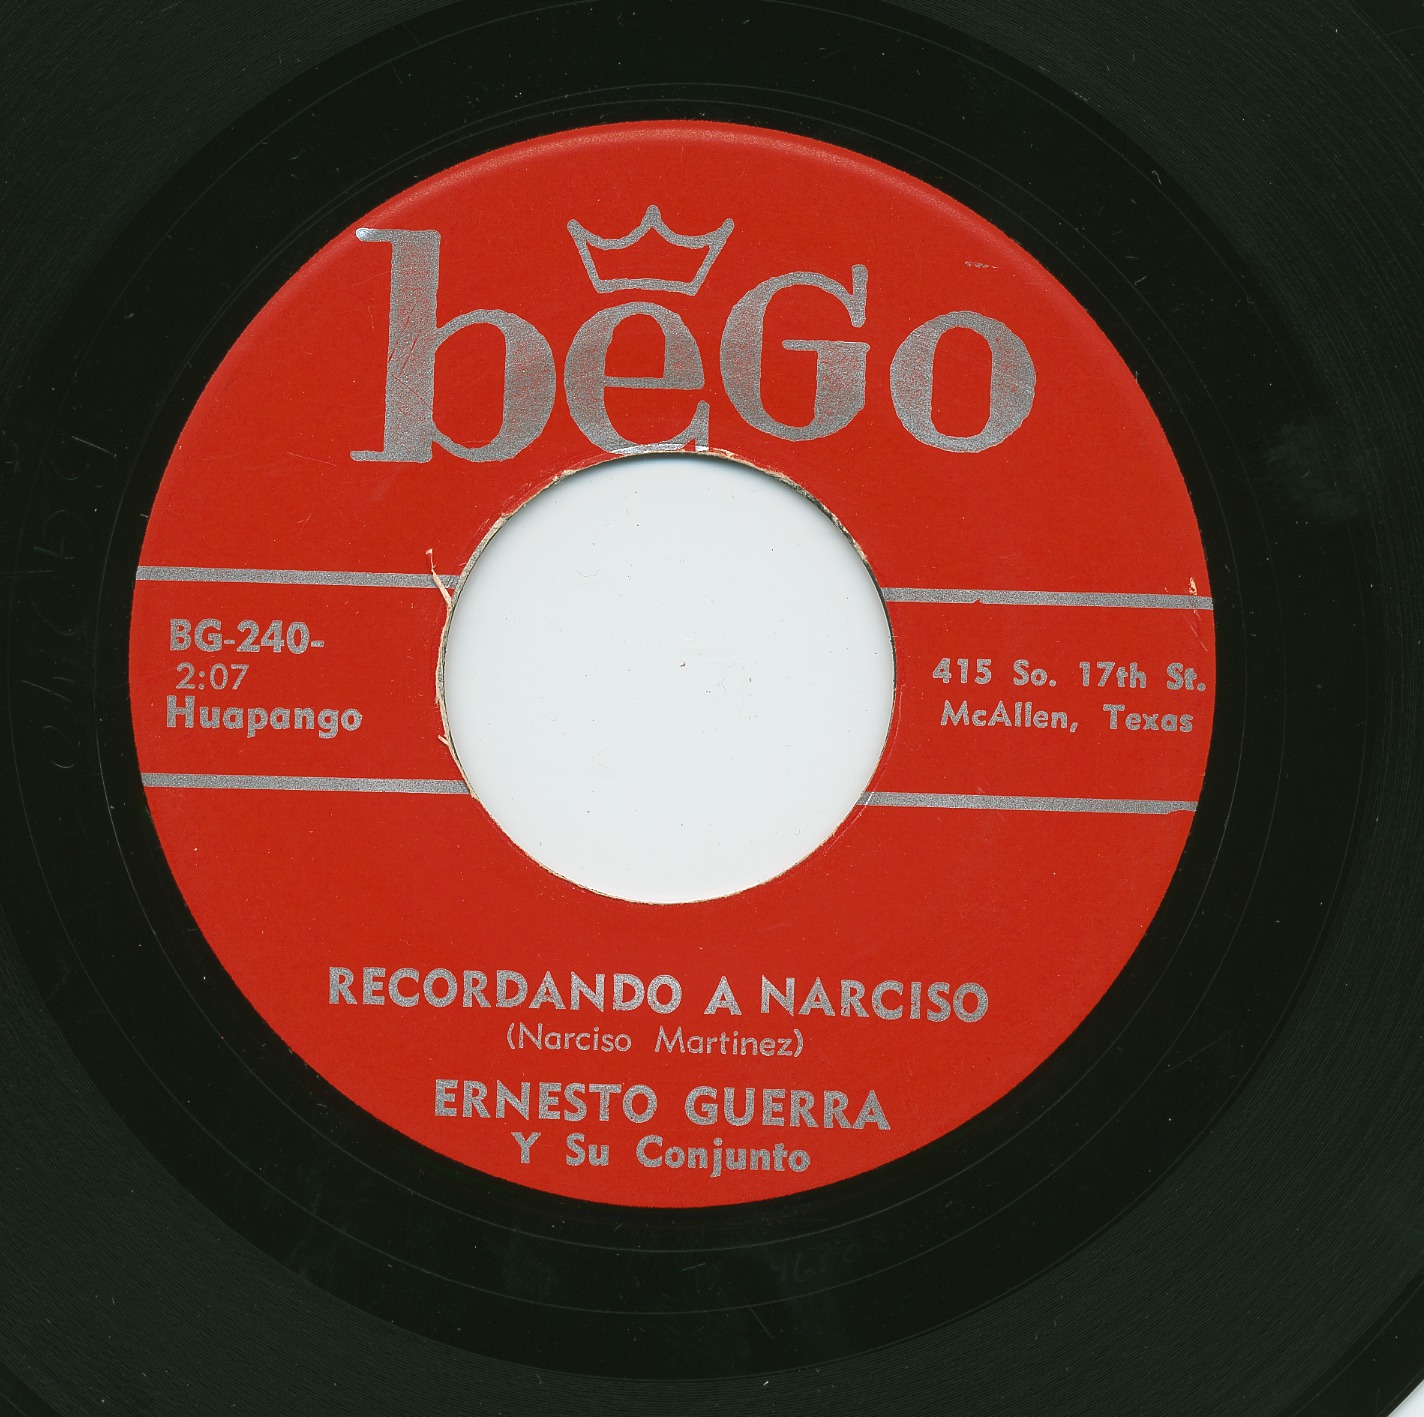 beGo
BG-240-
2:07
Huapango
415 So. 17th St.
McAllen, Texas
RECORDANDO A NARCISO
(Narciso Martinez)
ERNESTO GUERRA
Y Su Conjunto